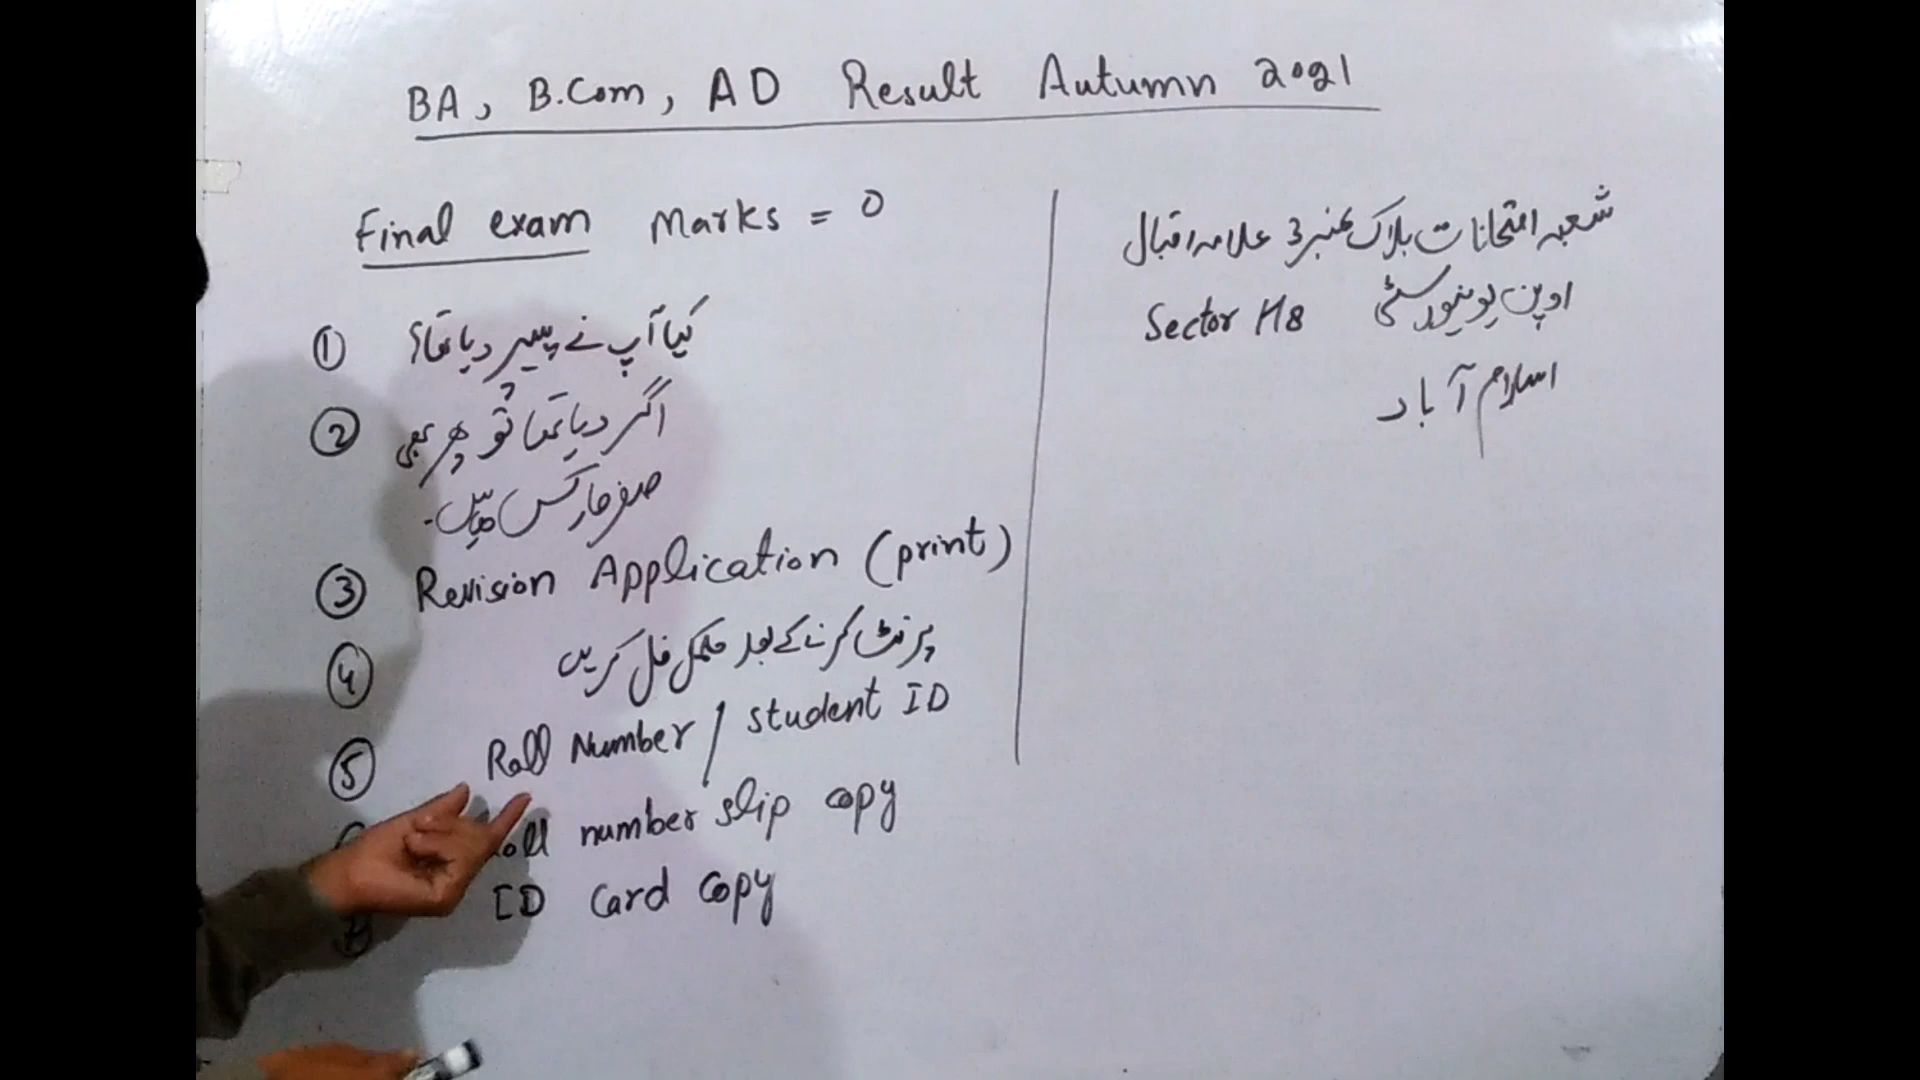 BA, B.Com, AD Result Autumn 2021
Final exam Marks = 0
① کیا آپ نے پیپر دیا تھا؟
② اگر دیا تھا تو پھر بھی
صفر مارکس ہیں۔
③ Revision Application (print)
④ پرنٹ کرنے کے بعد مکمل فل کریں
⑤ Roll Number / Student ID
number slip copy
ID Card Copy
شعبہ امتحانات بلاک نمبر 3 علامہ اقبال
اوپن یونیورسٹی Sector H8
اسلام آباد